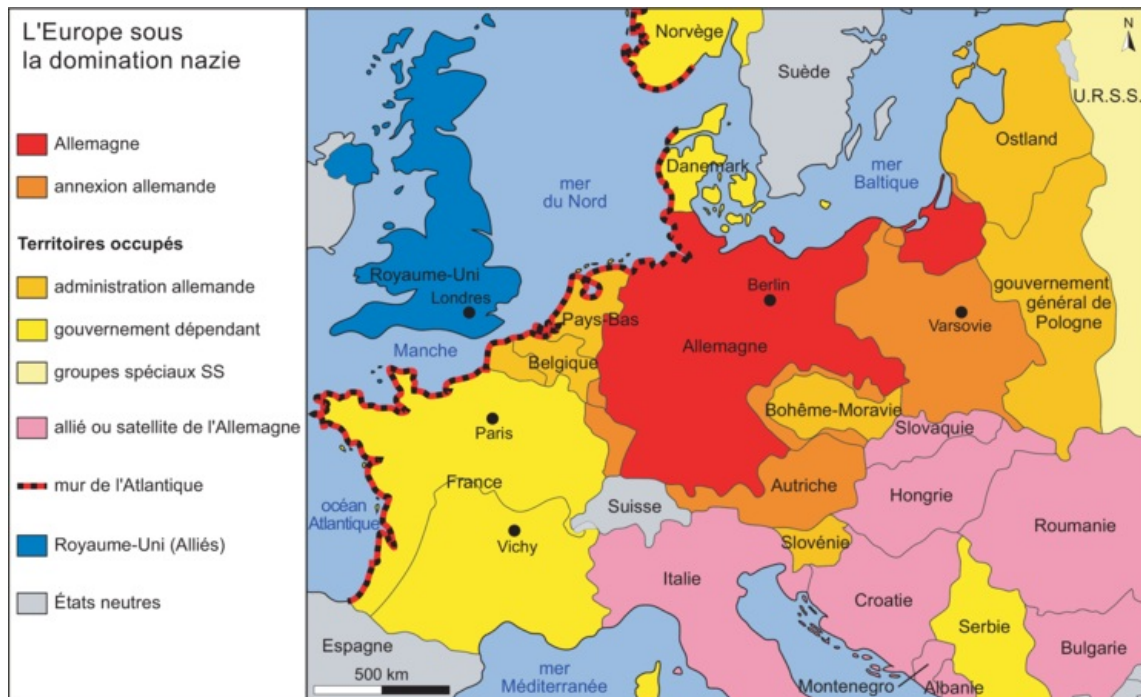 L'Europe sous
la domination nazie
Allemagne
annexion allemande
Territoires occupés
administration allemande
gouvernement dépendant
groupes spéciaux SS
allié ou satellite de l'Allemagne
mur de l'Atlantique
Royaume-Uni (Alliés)
États neutres
N
Norvège
Suède
U.R.S.S.
Ostland
Danemark
mer
Baltique
mer
du Nord
Royaume-Uni
Londres
Berlin
gouvernement
général de
Pologne
Varsovie
Pays-Bas
Manche
Belgique
Allemagne
Bohême-Moravie
Slovaquie
Paris
France
Autriche
Hongrie
océan
Atlantique
Suisse
Roumanie
Vichy
Slovénie
Italie
Croatie
Serbie
Espagne
Bulgarie
500 km
mer
Méditerranée
Montenegro
Albanie